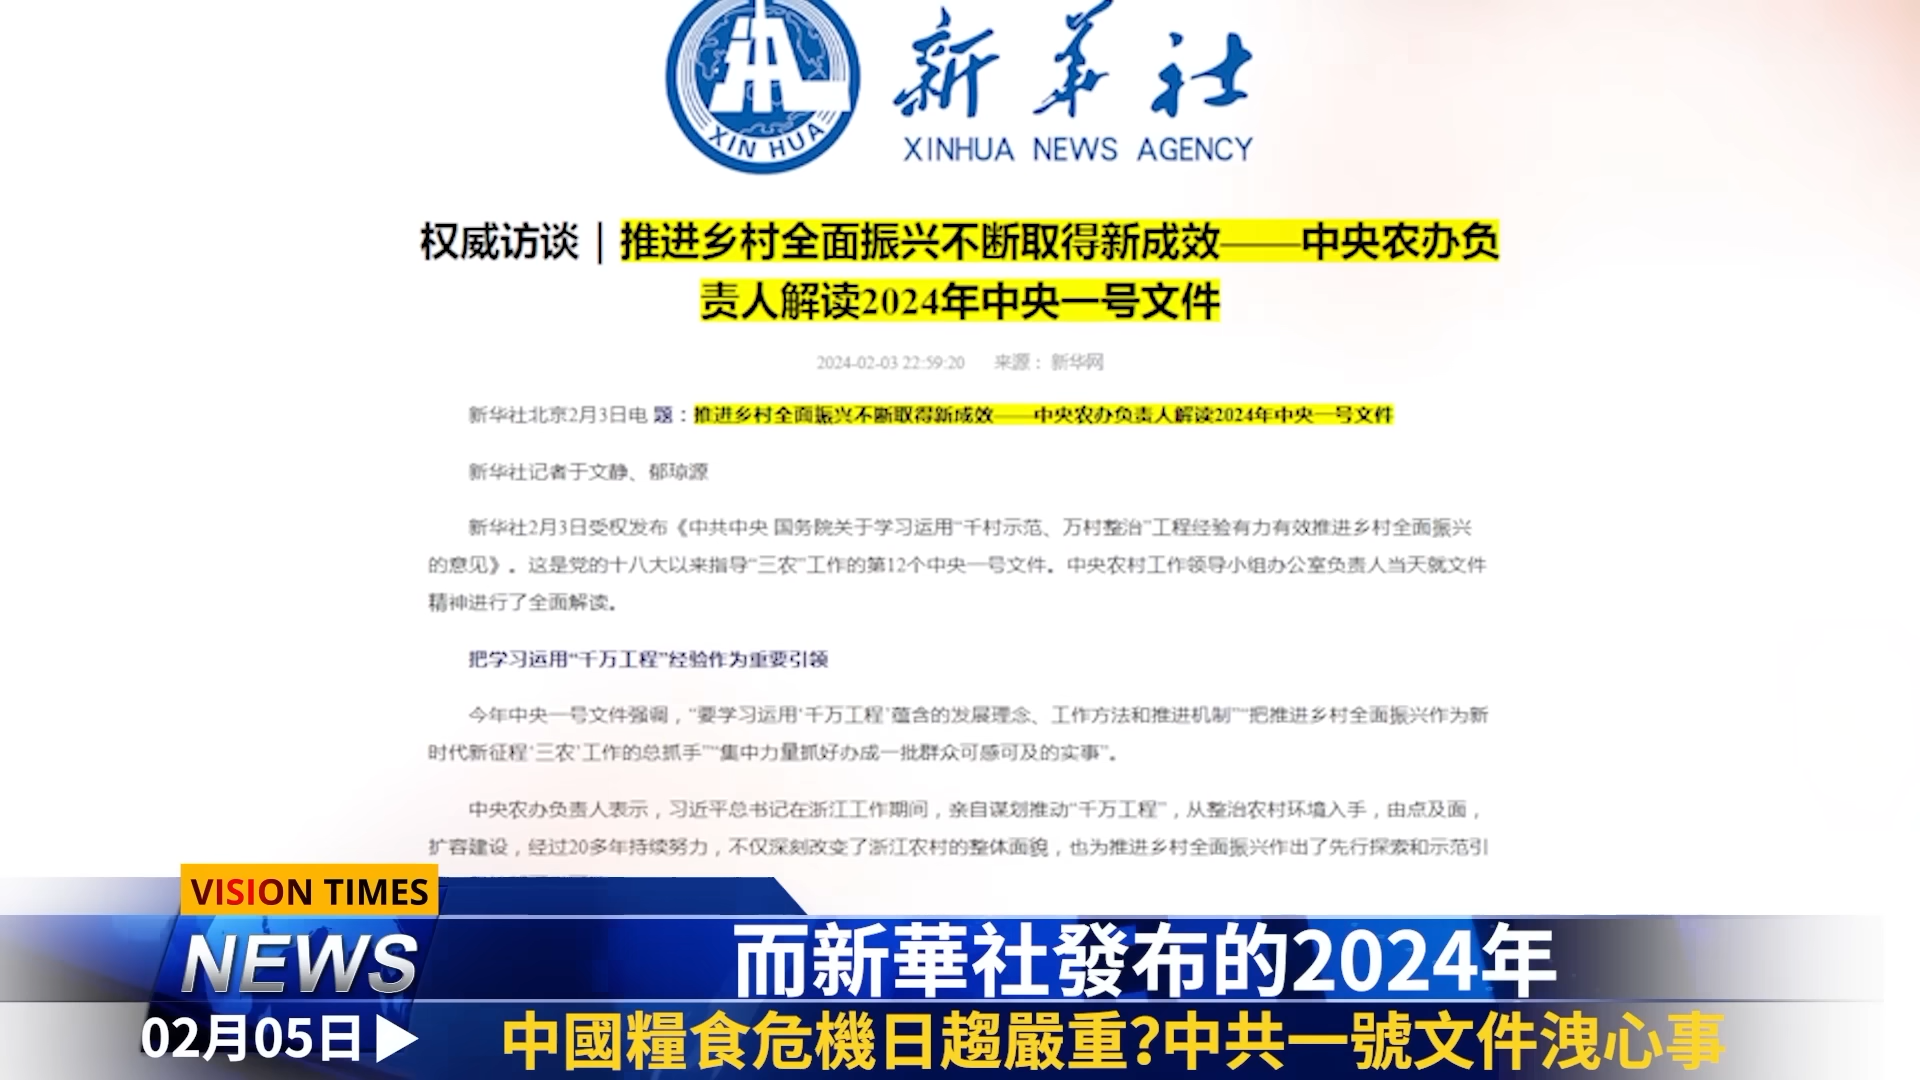 XIN HUA
新华社
XINHUA NEWS AGENCY
权威访谈｜推进乡村全面振兴不断取得新成效——中央农办负
责人解读2024年中央一号文件
2024-02-03 22:59:20 来源： 新华网
新华社北京2月3日电 题：推进乡村全面振兴不断取得新成效——中央农办负责人解读2024年中央一号文件
新华社记者于文静、郁琼源
新华社2月3日受权发布《中共中央 国务院关于学习运用“千村示范、万村整治”工程经验有力有效推进乡村全面振兴
的意见》。这是党的十八大以来指导“三农”工作的第12个中央一号文件。中央农村工作领导小组办公室负责人当天就文件
精神进行了全面解读。
把学习运用“千万工程”经验作为重要引领
今年中央一号文件强调，“要学习运用‘千万工程’蕴含的发展理念、工作方法和推进机制”“把推进乡村全面振兴作为新
时代新征程‘三农’工作的总抓手”“集中力量抓好办成一批群众可感可及的实事”。
中央农办负责人表示，习近平总书记在浙江工作期间，亲自谋划推动“千万工程”，从整治农村环境入手，由点及面，
扩容建设，经过20多年持续努力，不仅深刻改变了浙江农村的整体面貌，也为推进乡村全面振兴作出了先行探索和示范引
VISION TIMES
NEWS
而新華社發布的2024年
02月05日
中國糧食危機日趨嚴重?中共一號文件洩心事